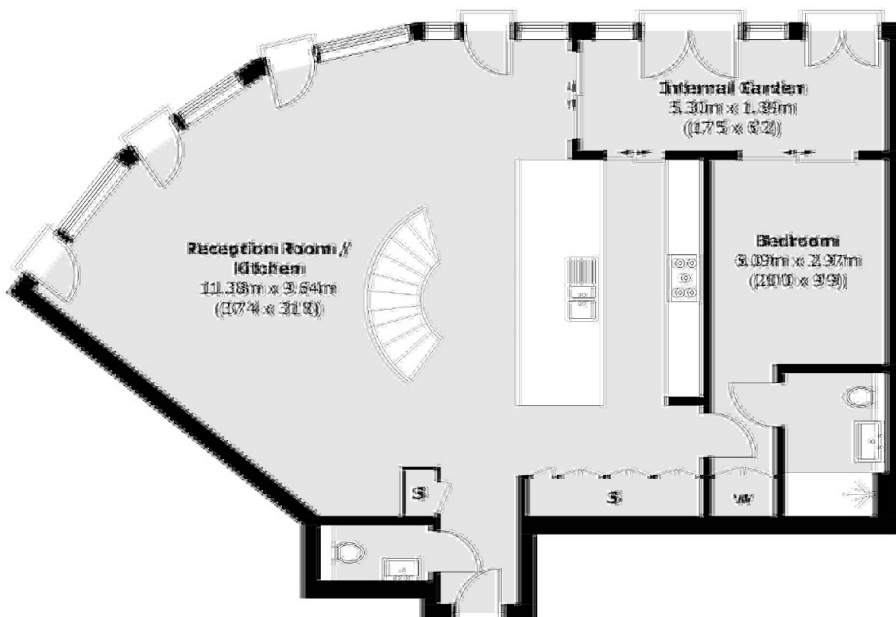 Internal Garden
5.30m x 1.89m
(17'5 x 6'2)
Reception Room /
Kitchen
11.38m x 9.64m
(37'4 x 31'8)
Bedroom
6.09m x 2.97m
(20'0 x 9'9)
S
S
W